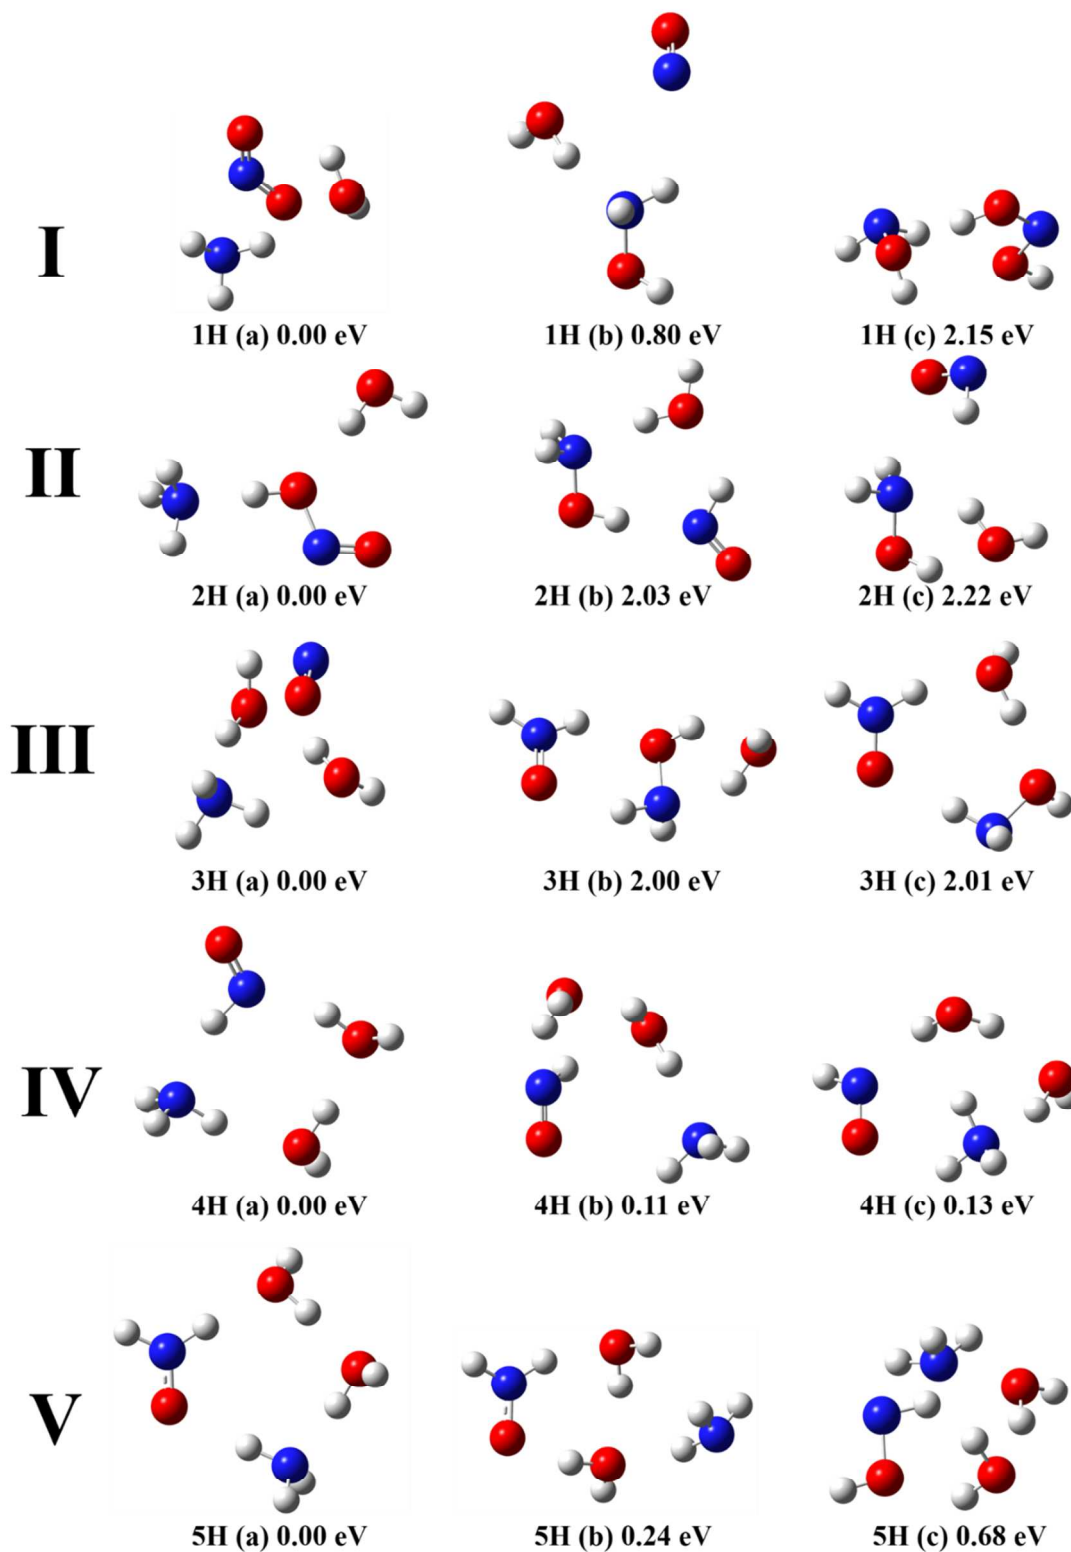 I
1H (a) 0.00 eV
1H (b) 0.80 eV
1H (c) 2.15 eV
II
2H (a) 0.00 eV
2H (b) 2.03 eV
2H (c) 2.22 eV
III
3H (a) 0.00 eV
3H (b) 2.00 eV
3H (c) 2.01 eV
IV
4H (a) 0.00 eV
4H (b) 0.11 eV
4H (c) 0.13 eV
V
5H (a) 0.00 eV
5H (b) 0.24 eV
5H (c) 0.68 eV